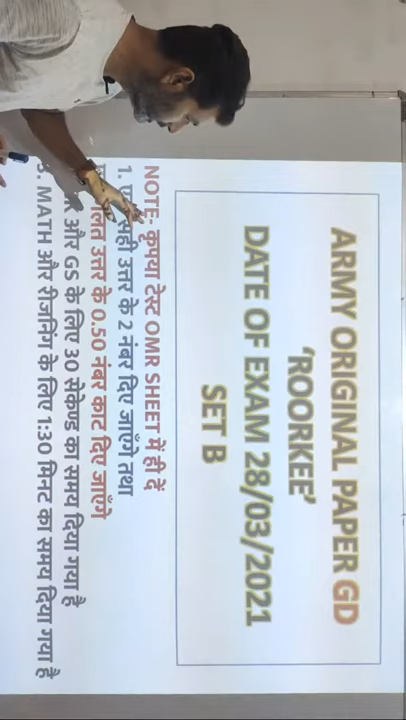 ARMY ORIGINAL PAPER GD
'ROORKEE'
DATE OF EXAM 28/03/2021
SET B
NOTE- कृपया टेस्ट OMR SHEET में ही दें
1. सही उत्तर के 2 नंबर दिए जाएँगे तथा
उत्तर के 0.50 नंबर काट दिए जाएँगे
और GS के लिए 30 सेकेण्ड का समय दिया गया है
3. MATH और रीजनिंग के लिए 1:30 मिनट का समय दिया गया है